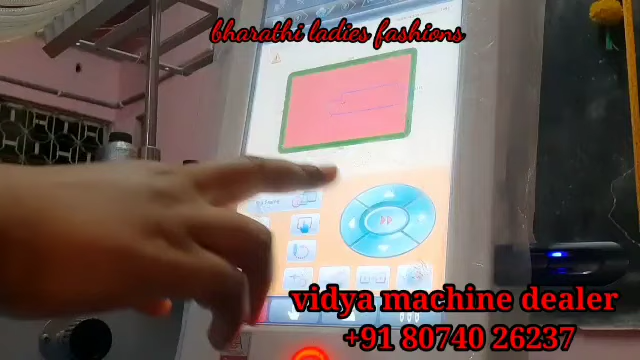 bharathi ladies fashions
vidya machine dealer
+91 80740 26237